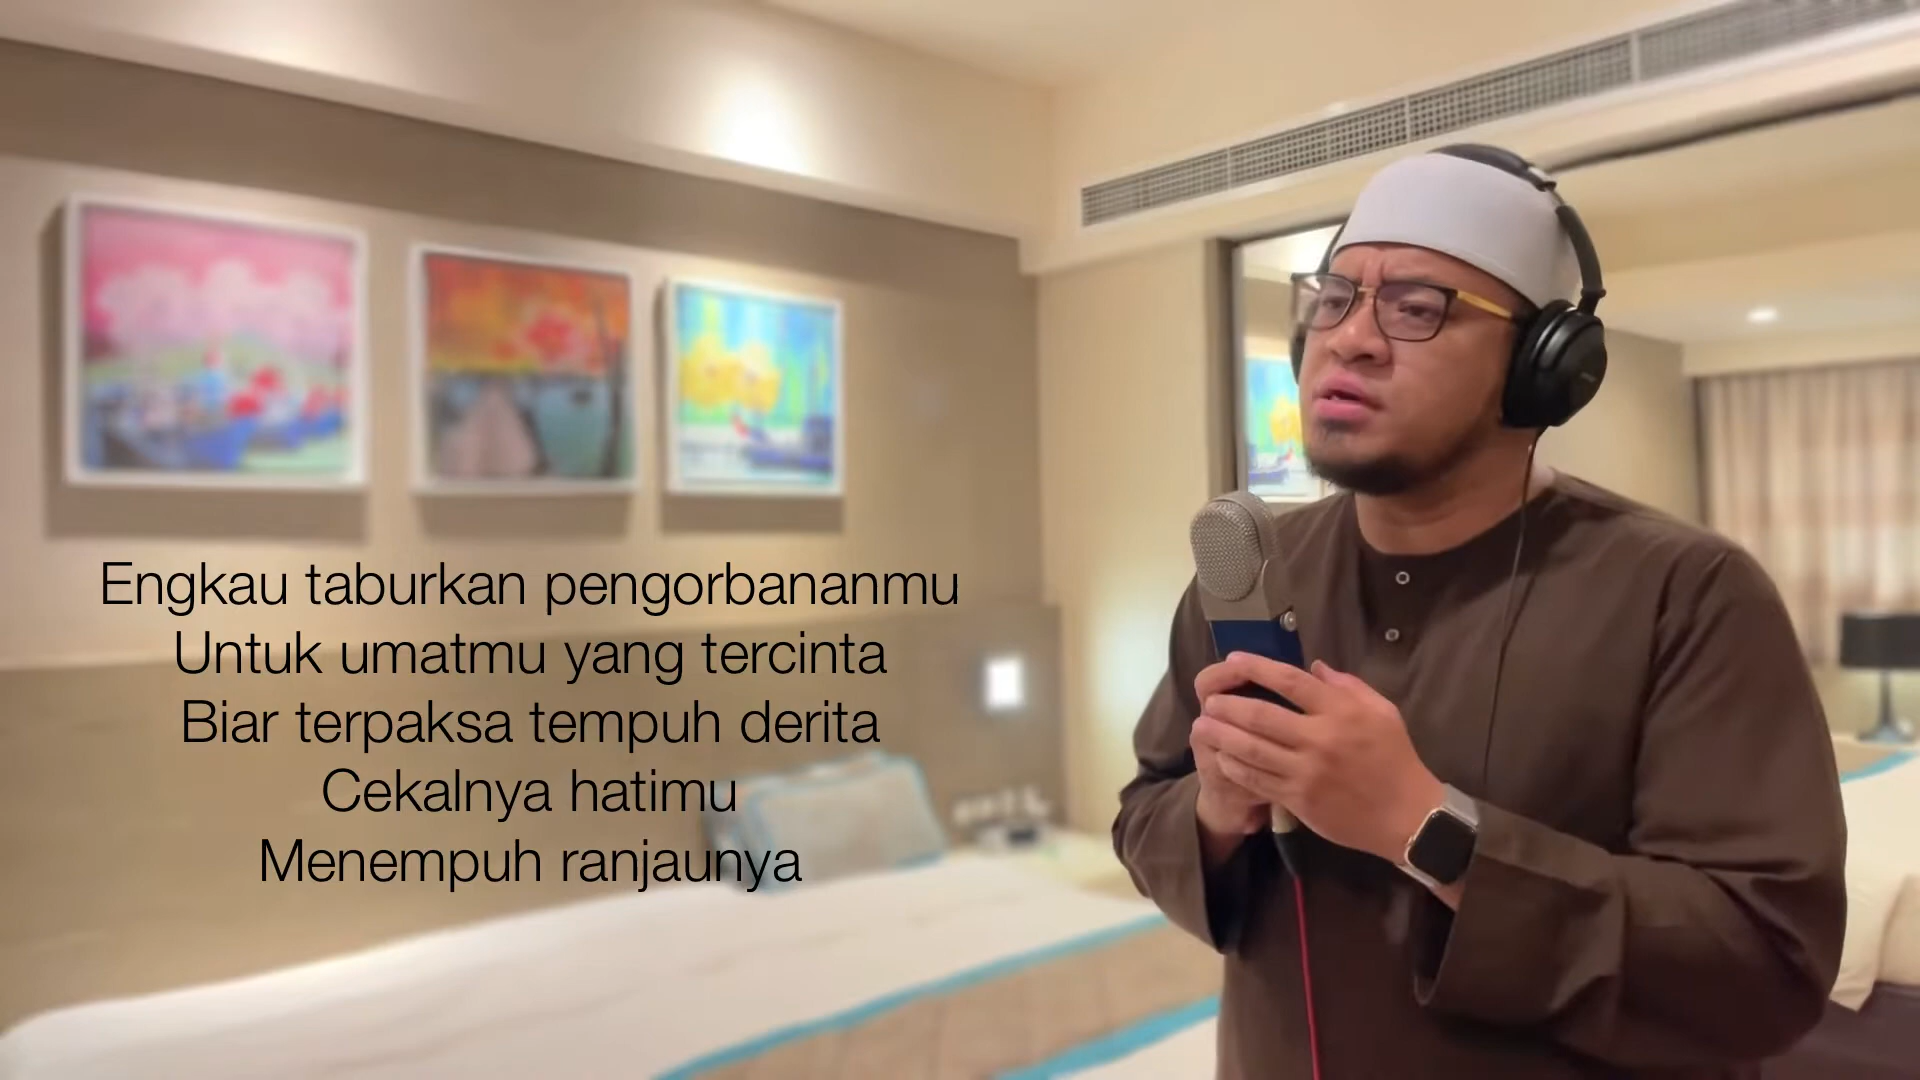 Engkau taburkan pengorbananmu
Untuk umatmu yang tercinta
Biar terpaksa tempuh derita
Cekalnya hatimu
Menempuh ranjaunya